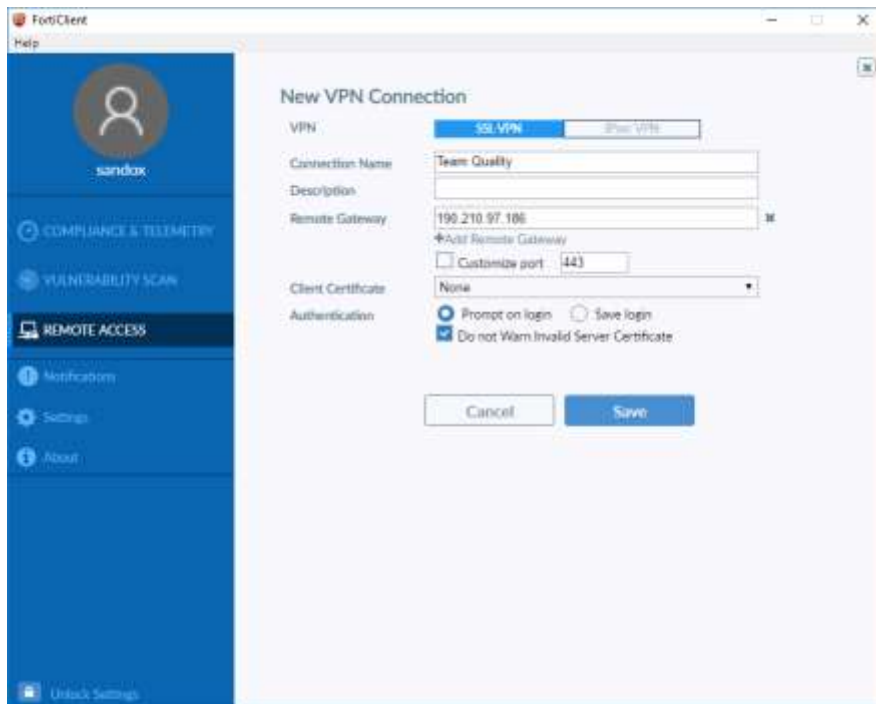 FortiClient
Help
sandox
COMPLIANCE & TELEMETRY
VULNERABILITY SCAN
REMOTE ACCESS
Notifications
Settings
About
Unlock Settings
New VPN Connection
VPN SSL-VPN IPsec VPN
Connection Name Team Quality
Description
Remote Gateway 190.210.97.186
+Add Remote Gateway
Customize port 443
Client Certificate None
Authentication Prompt on login Save login
Do not Warn Invalid Server Certificate
Cancel Save